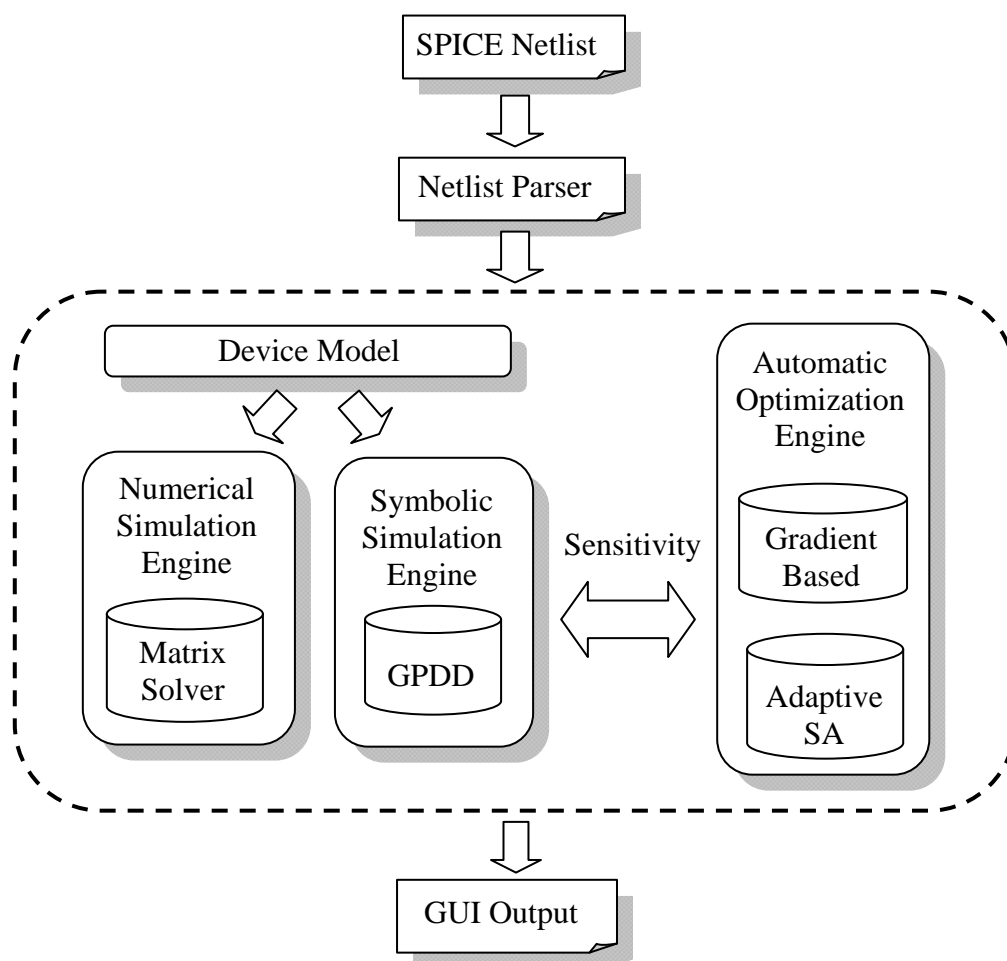 SPICE Netlist
Netlist Parser
Device Model
Numerical
Simulation
Engine
Matrix
Solver
Symbolic
Simulation
Engine
GPDD
Sensitivity
Automatic
Optimization
Engine
Gradient
Based
Adaptive
SA
GUI Output